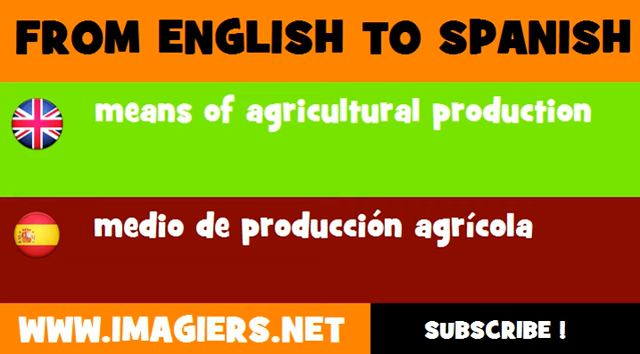 FROM ENGLISH TO SPANISH
means of agricultural production
medio de producción agrícola
WWW.IMAGIERS.NET
SUBSCRIBE !